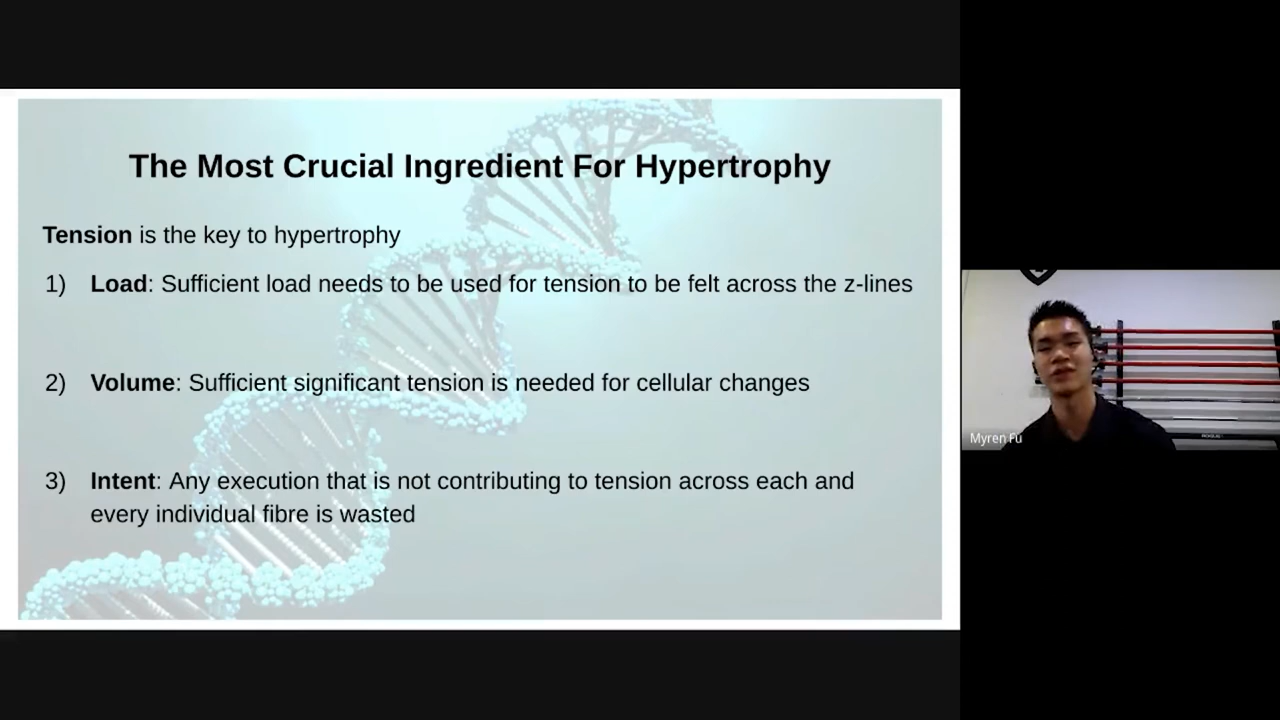 The Most Crucial Ingredient For Hypertrophy
Tension is the key to hypertrophy
1) Load: Sufficient load needs to be used for tension to be felt across the z-lines
2) Volume: Sufficient significant tension is needed for cellular changes
3) Intent: Any execution that is not contributing to tension across each and
every individual fibre is wasted
Myren Fu